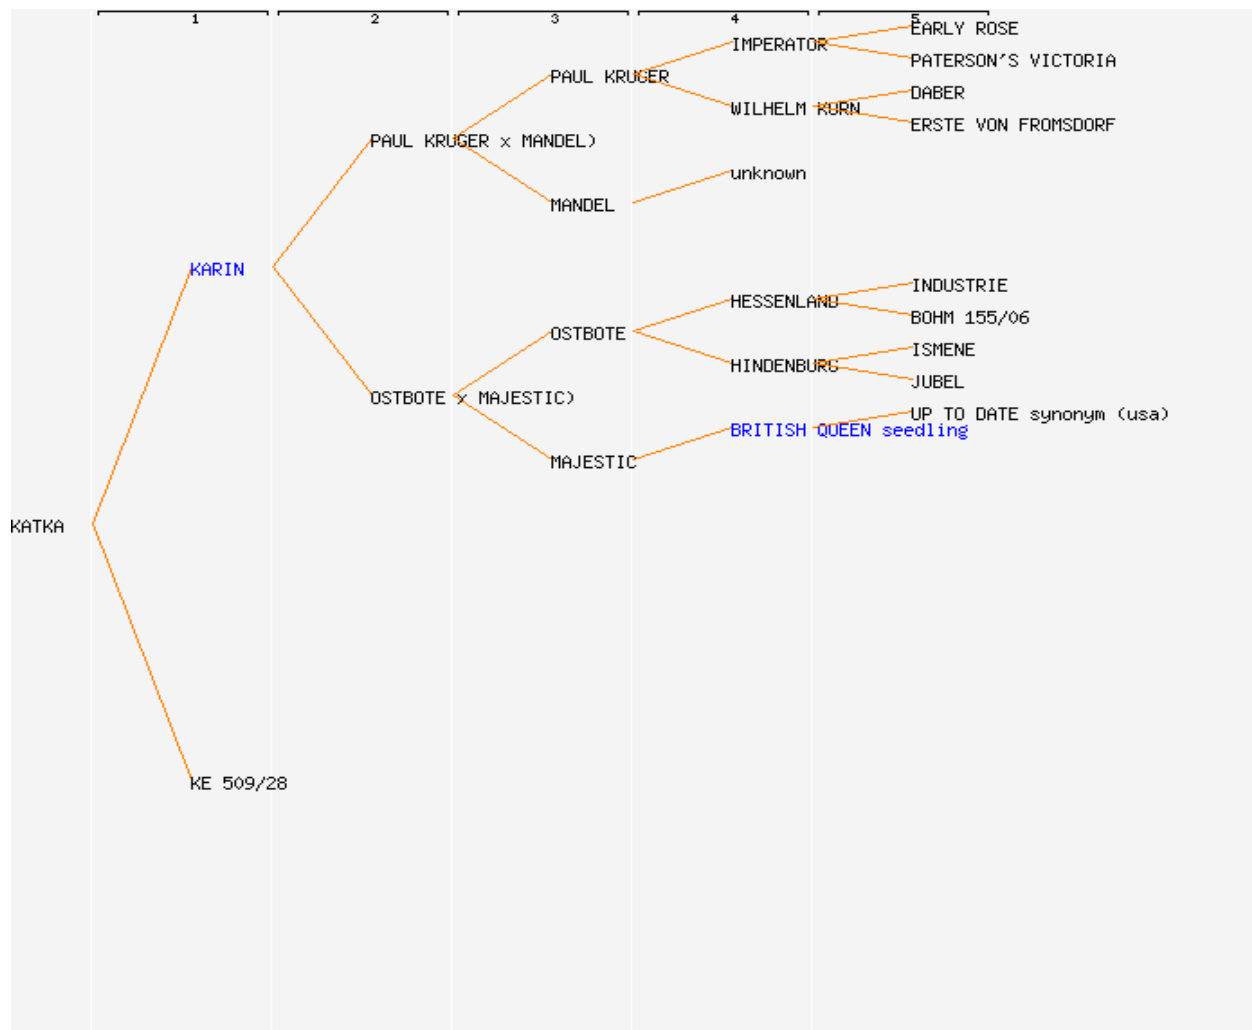 1 2 3 4 5
EARLY ROSE
IMPERATOR
PATERSON'S VICTORIA
PAUL KRUGER
DABER
WILHELM KORN
ERSTE VON FROMSDORF
PAUL KRUGER x MANDEL)
unknown
MANDEL
KARIN
INDUSTRIE
HESSENLAND
BOHM 155/06
OSTBOTE
ISMENE
HINDENBURG
JUBEL
OSTBOTE x MAJESTIC)
UP TO DATE synonym (usa)
BRITISH QUEEN seedling
MAJESTIC
KATKA
KE 509/28